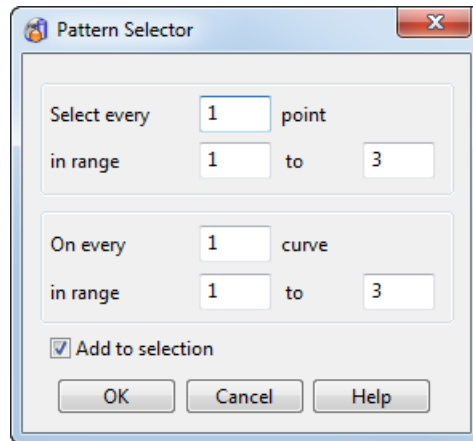 Pattern Selector
Select every 1 point
in range 1 to 3
On every 1 curve
in range 1 to 3
Add to selection
OK Cancel Help